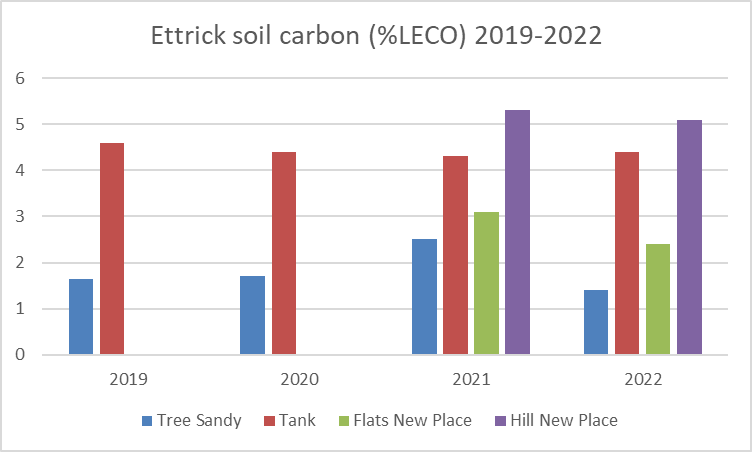 Ettrick soil carbon (%LECO) 2019-2022
6
5
4
3
2
1
0
2019 2020 2021 2022
Tree Sandy Tank Flats New Place Hill New Place